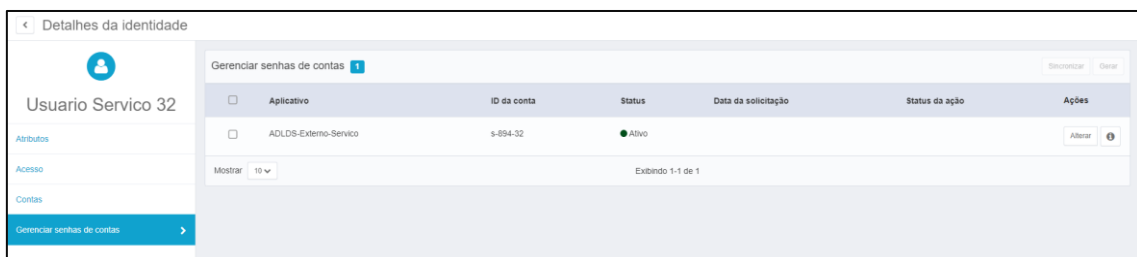 Detalhes da identidade
Usuario Servico 32
Atributos
Acesso
Contas
Gerenciar senhas de contas
Gerenciar senhas de contas 1
Sincronizar Gerar
Aplicativo ID da conta Status Data da solicitação Status da ação Ações
ADLDS-Externo-Servico s-894-32 Ativo Alterar
Mostrar 10 Exibindo 1-1 de 1